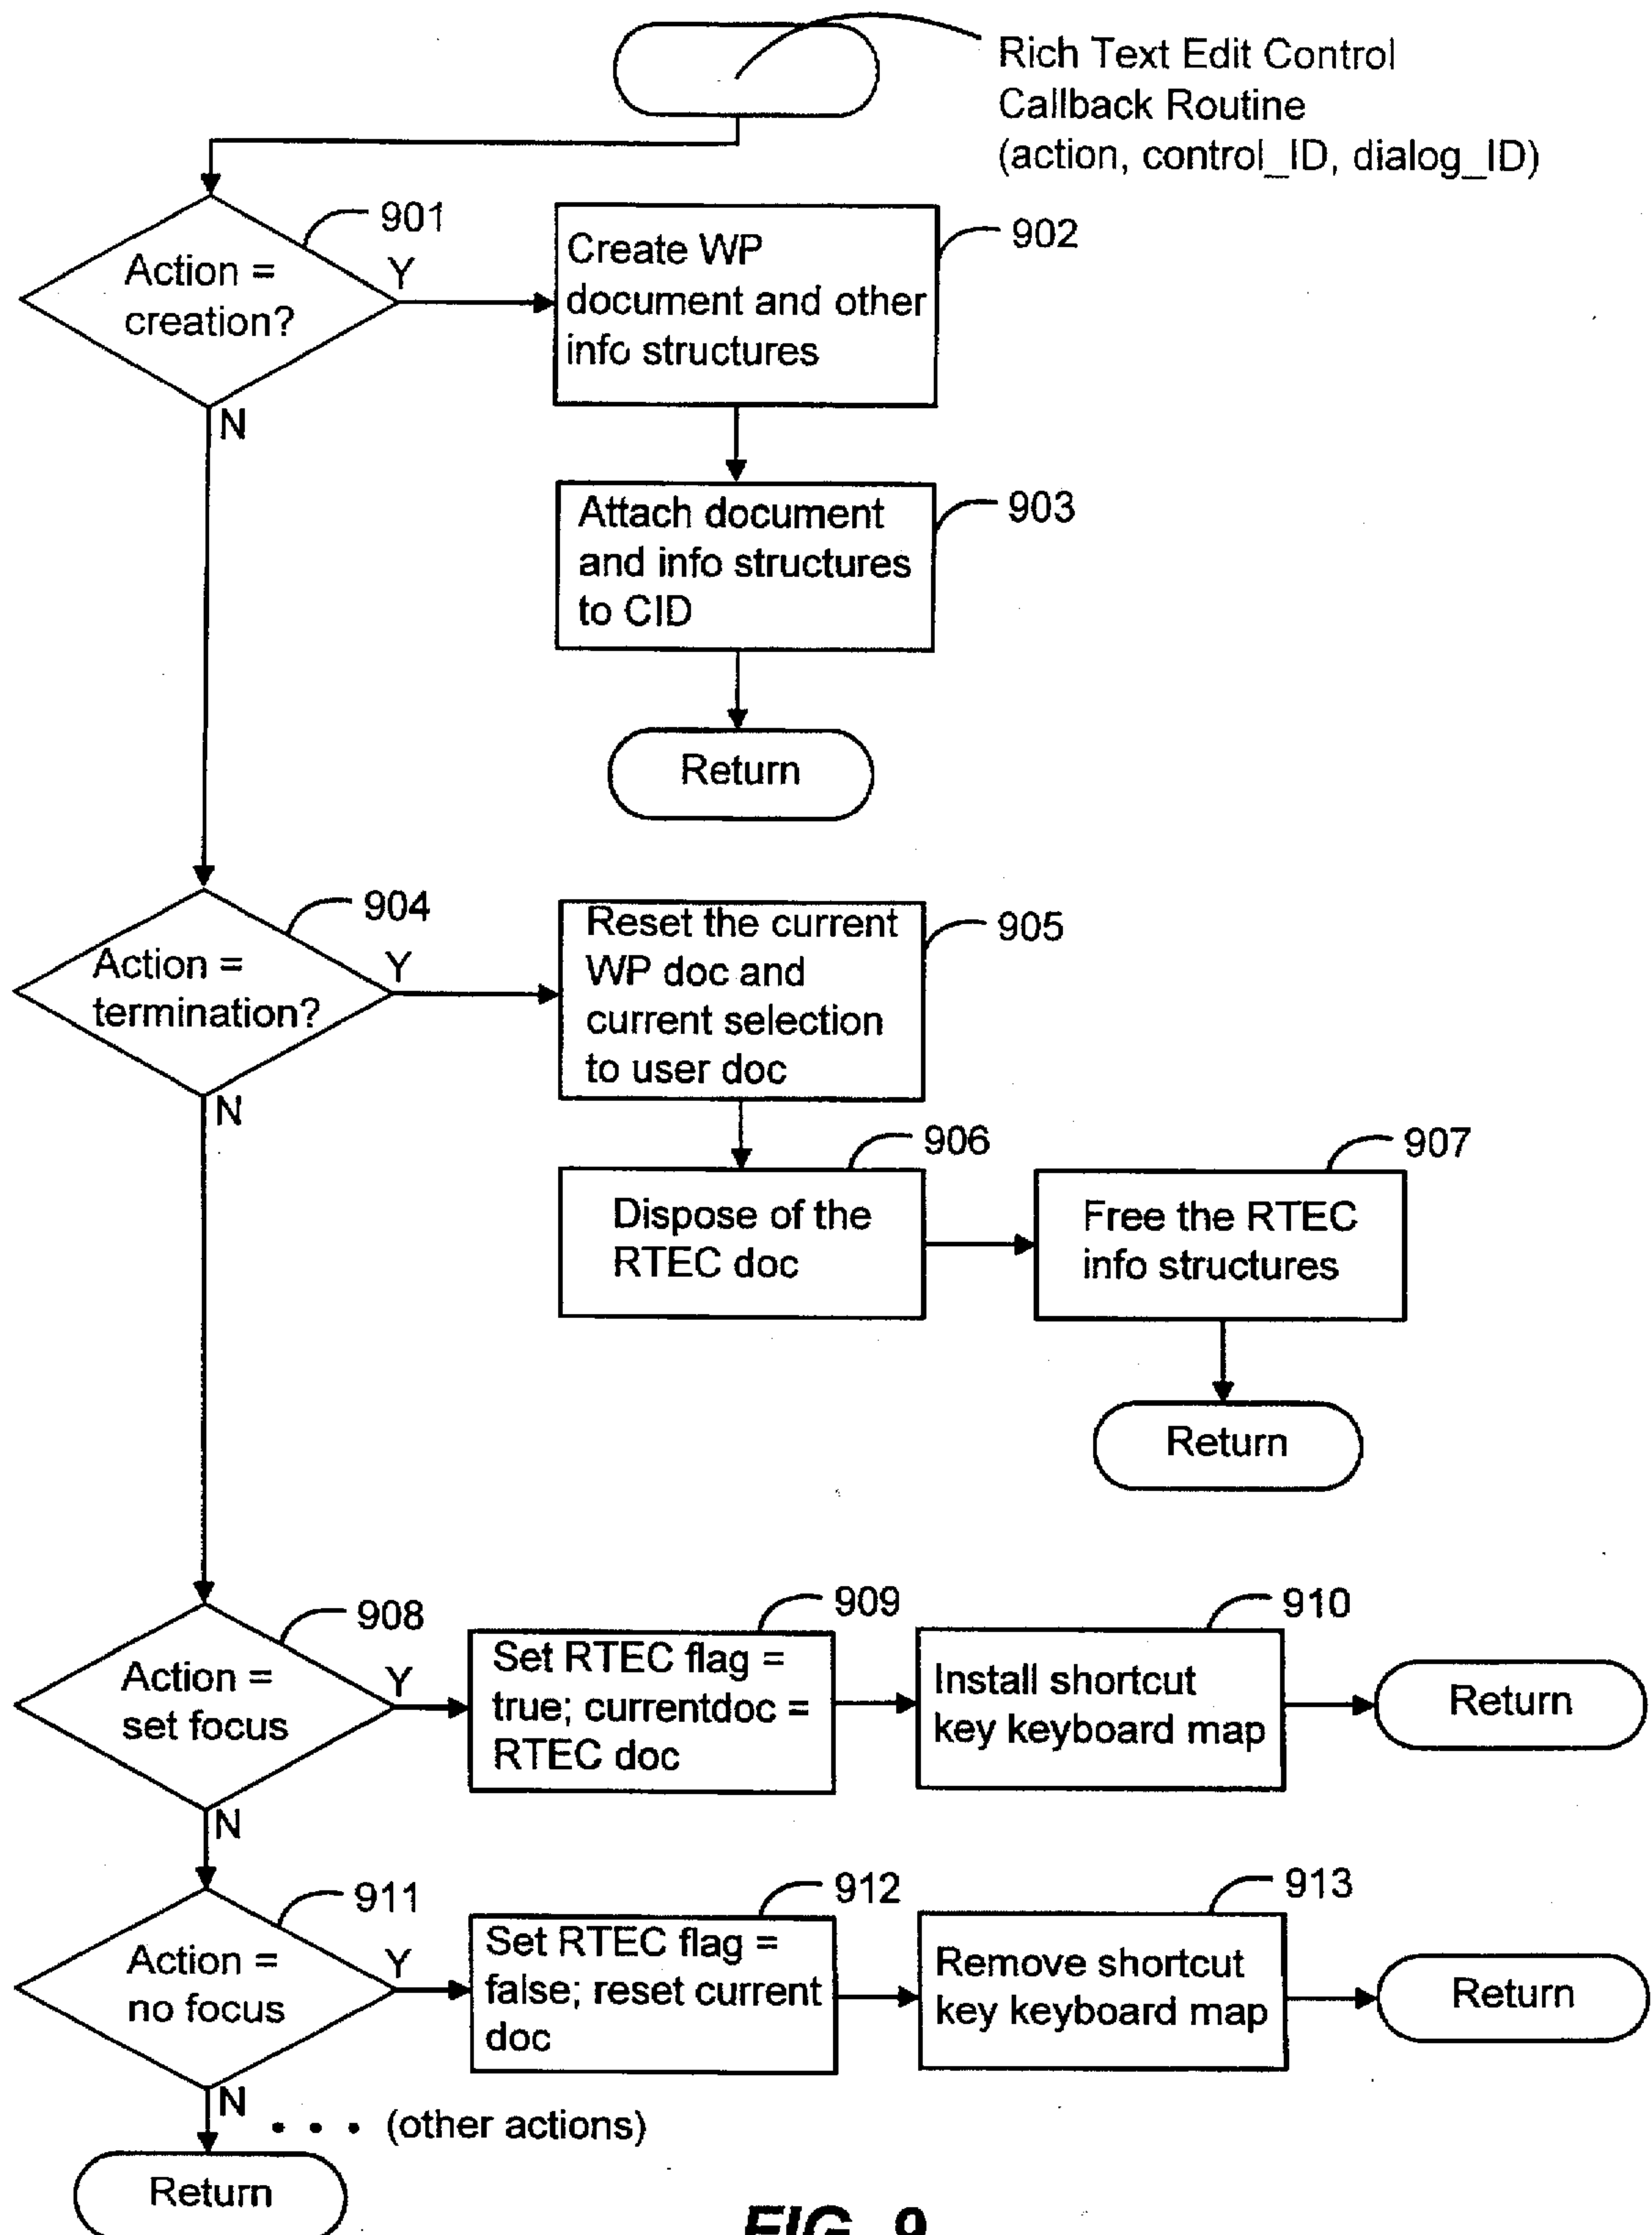 Rich Text Edit Control
Callback Routine
(action, control_ID, dialog_ID)
901
Action =
creation?
Y
N
902
Create WP
document and other
info structures
903
Attach document
and info structures
to CID
Return
904
Action =
termination?
Y
N
905
Reset the current
WP doc and
current selection
to user doc
906
Dispose of the
RTEC doc
907
Free the RTEC
info structures
Return
908
Action =
set focus
Y
N
909
Set RTEC flag =
true; currentdoc =
RTEC doc
910
Install shortcut
key keyboard map
Return
911
Action =
no focus
Y
N
912
Set RTEC flag =
false; reset current
doc
913
Remove shortcut
key keyboard map
Return
• • • (other actions)
Return
FIG. 9